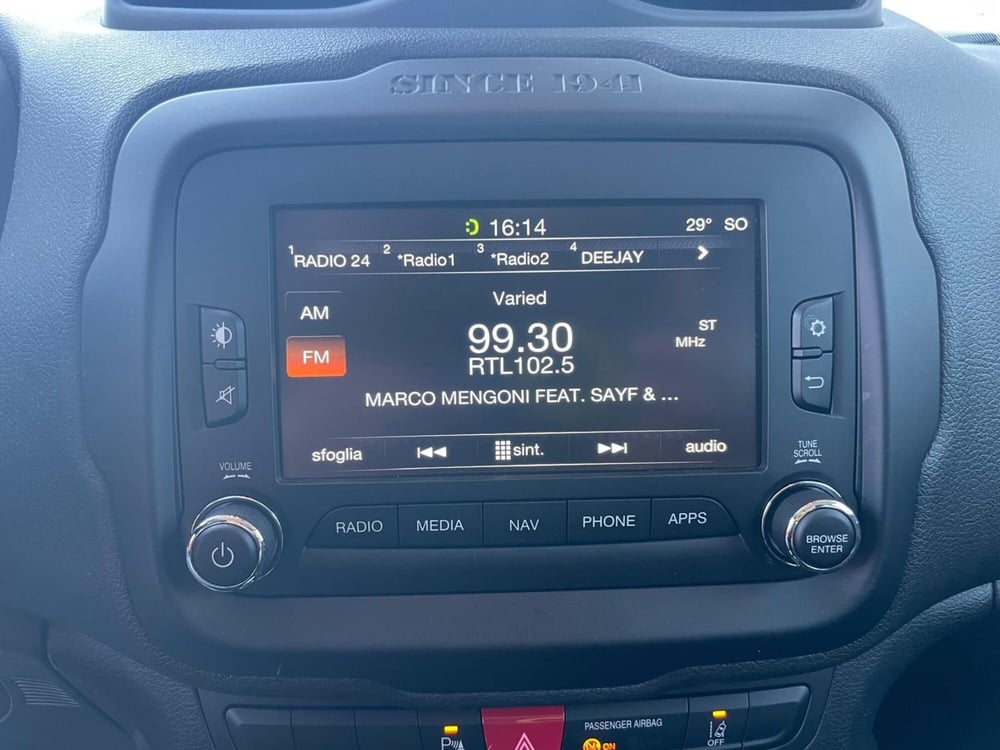 SINCE 1941
16:14 29° SO
1 RADIO 24 2 *Radio1 3 *Radio2 4 DEEJAY
Varied
AM
99.30 MHz ST
FM
RTL102.5
MARCO MENGONI FEAT. SAYF & ...
sfoglia sint. audio
VOLUME
TUNE SCROLL
RADIO MEDIA NAV PHONE APPS
BROWSE ENTER
PASSENGER AIRBAG
P OFF
ON